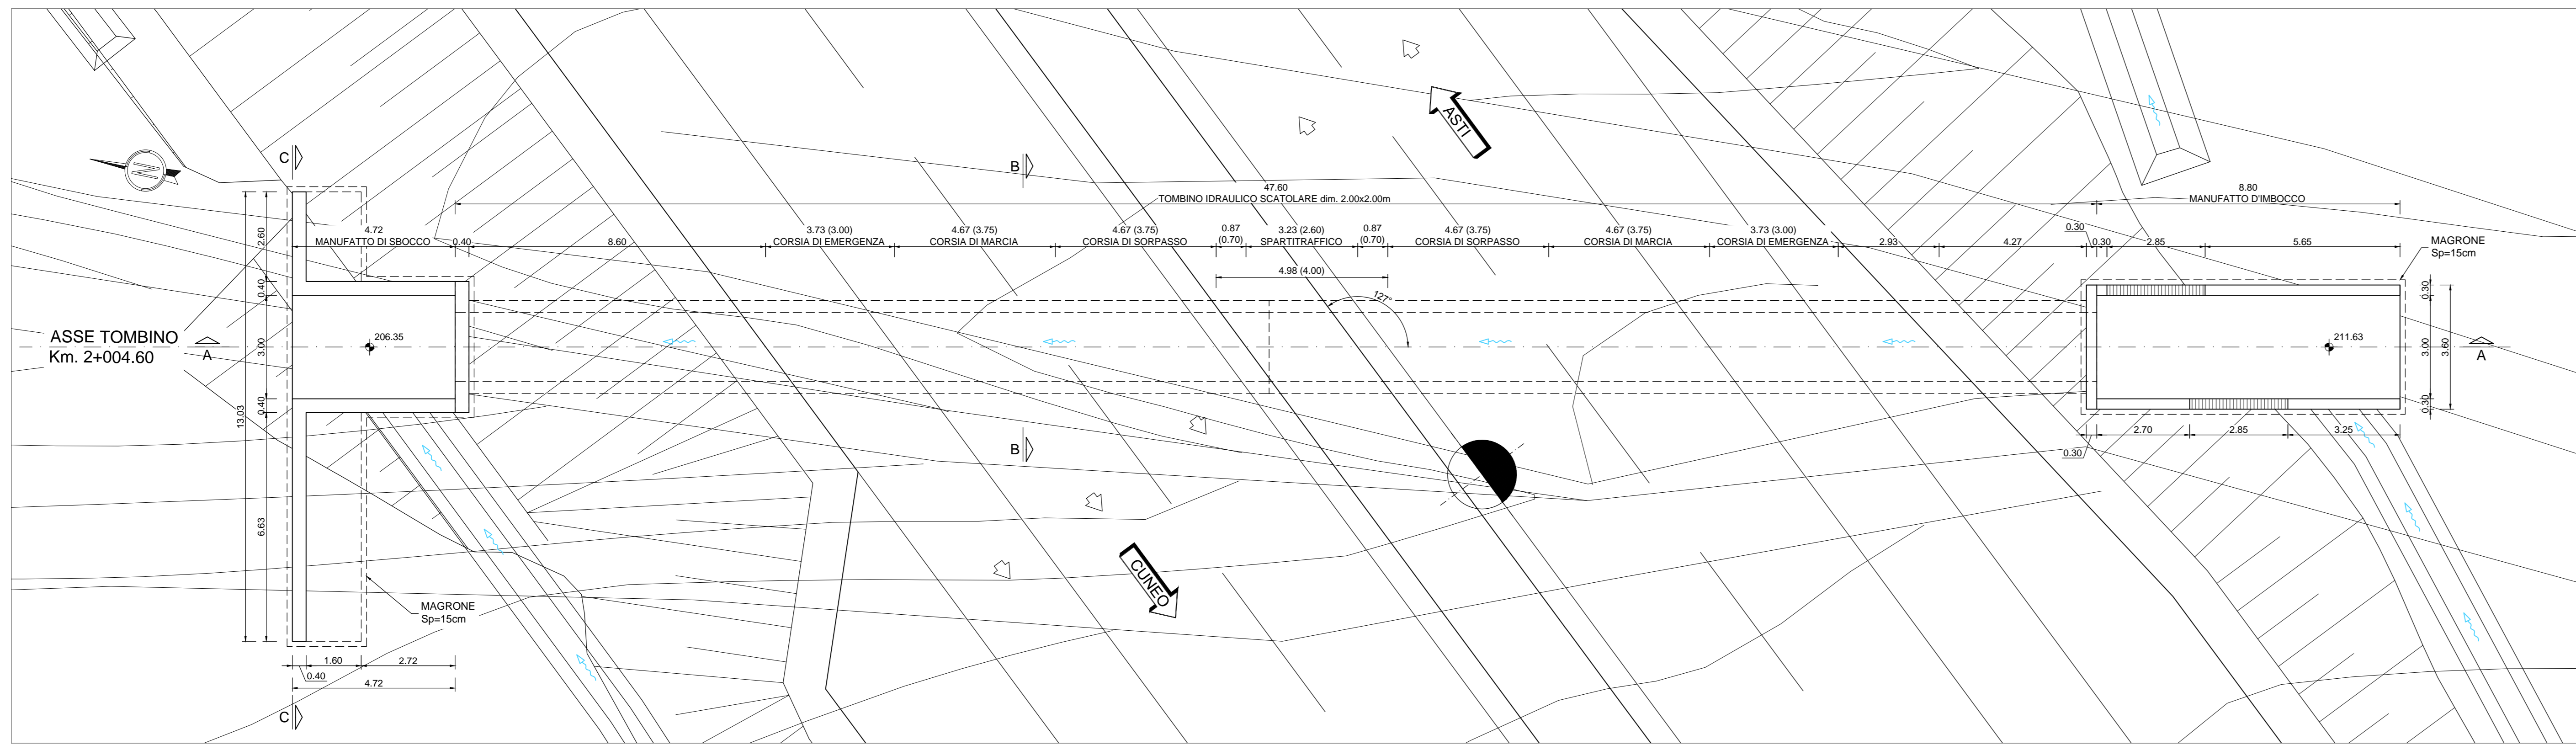 ASTI
C
B
47.60
TOMBINO IDRAULICO SCATOLARE dim. 2.00x2.00m
8.80
MANUFATTO D'IMBOCCO
N
2.60
4.72
MANUFATTO DI SBOCCO
0.40
8.60
3.73 (3.00)
CORSIA DI EMERGENZA
4.67 (3.75)
CORSIA DI MARCIA
4.67 (3.75)
CORSIA DI SORPASSO
0.87
(0.70)
3.23 (2.60)
SPARTITRAFFICO
0.87
(0.70)
4.67 (3.75)
CORSIA DI SORPASSO
4.67 (3.75)
CORSIA DI MARCIA
3.73 (3.00)
CORSIA DI EMERGENZA
2.93
4.27
0.30
0.30
2.85
5.65
MAGRONE
Sp=15cm
4.98 (4.00)
127°
0.40
0.30
ASSE TOMBINO
Km. 2+004.60
A
3.00
206.35
211.63
3.00
3.60
A
0.40
0.30
13.03
B
0.30
2.70
2.85
3.25
6.63
CUNEO
MAGRONE
Sp=15cm
1.60
2.72
0.40
4.72
C